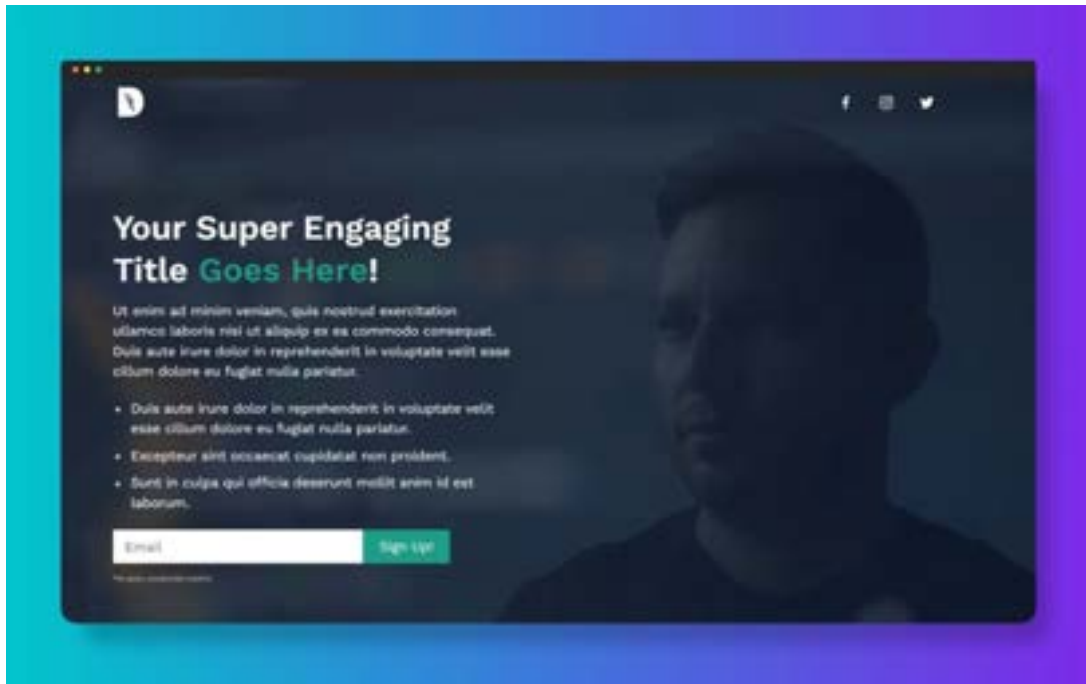 D
Your Super Engaging
Title Goes Here!
Ut enim ad minim veniam, quis nostrud exercitation
ullamco laboris nisi ut aliquip ex ea commodo consequat.
Duis aute irure dolor in reprehenderit in voluptate velit esse
cillum dolore eu fugiat nulla pariatur.
• Duis aute irure dolor in reprehenderit in voluptate velit
esse cillum dolore eu fugiat nulla pariatur.
• Excepteur sint occaecat cupidatat non proident.
• Sunt in culpa qui officia deserunt mollit anim id est
laborum.
Email
Sign Up!